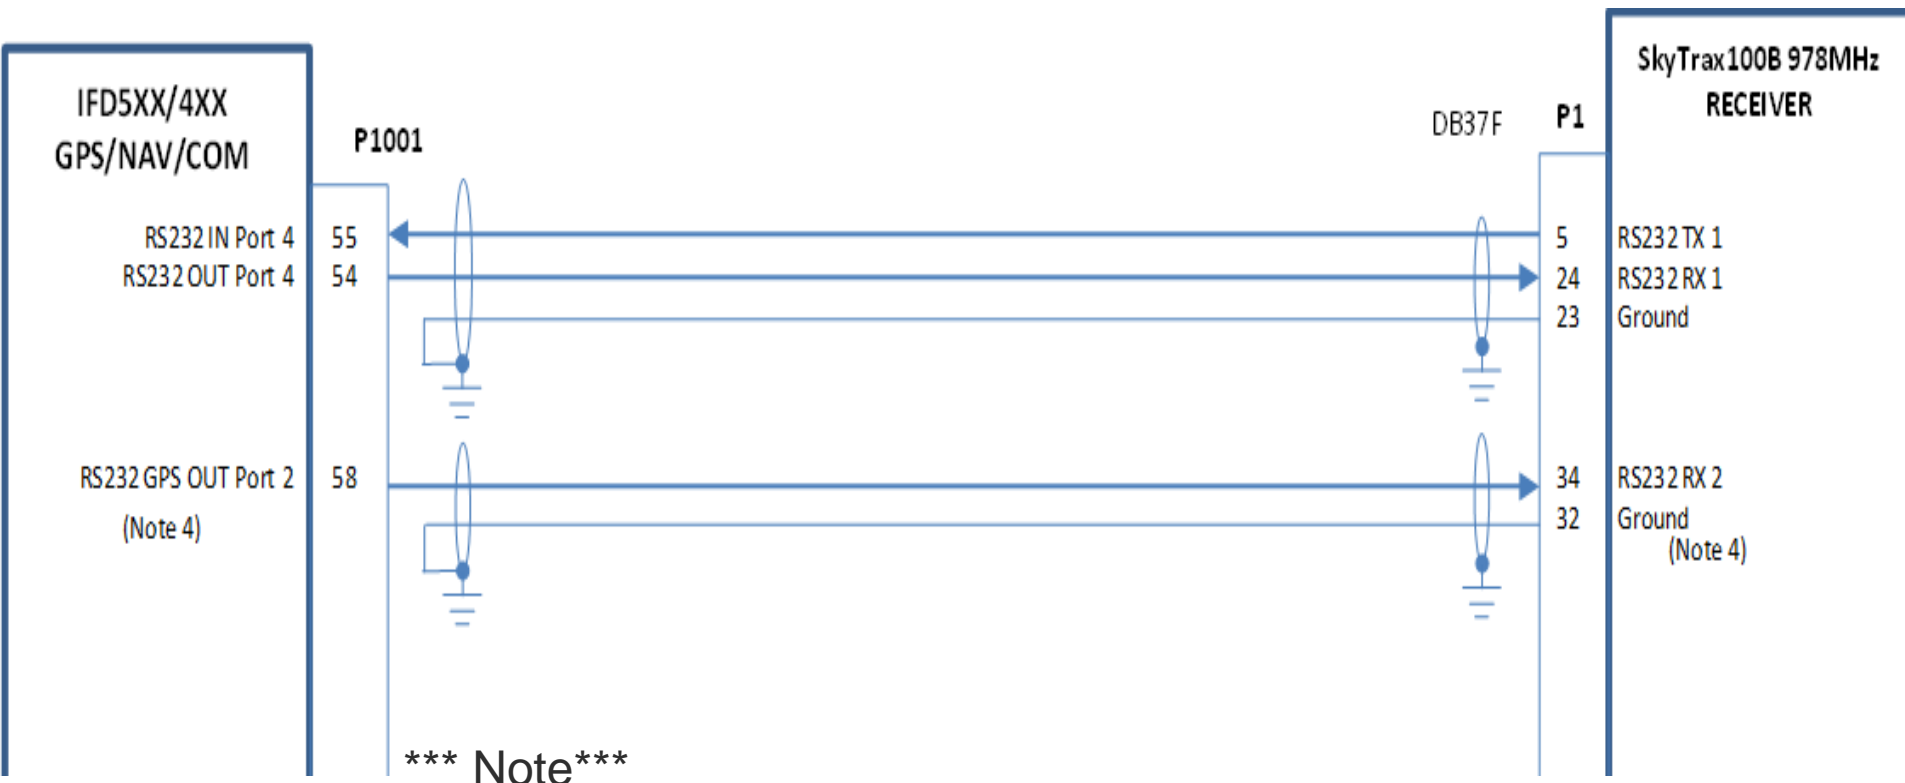 SkyTrax100B 978MHz
RECEIVER
IFD5XX/4XX
GPS/NAV/COM
P1001
DB37F P1
RS232 IN Port 4 55 5 RS232 TX 1
RS232 OUT Port 4 54 24 RS232 RX 1
23 Ground
RS232 GPS OUT Port 2 58 34 RS232 RX 2
(Note 4) 32 Ground
(Note 4)
*** Note***